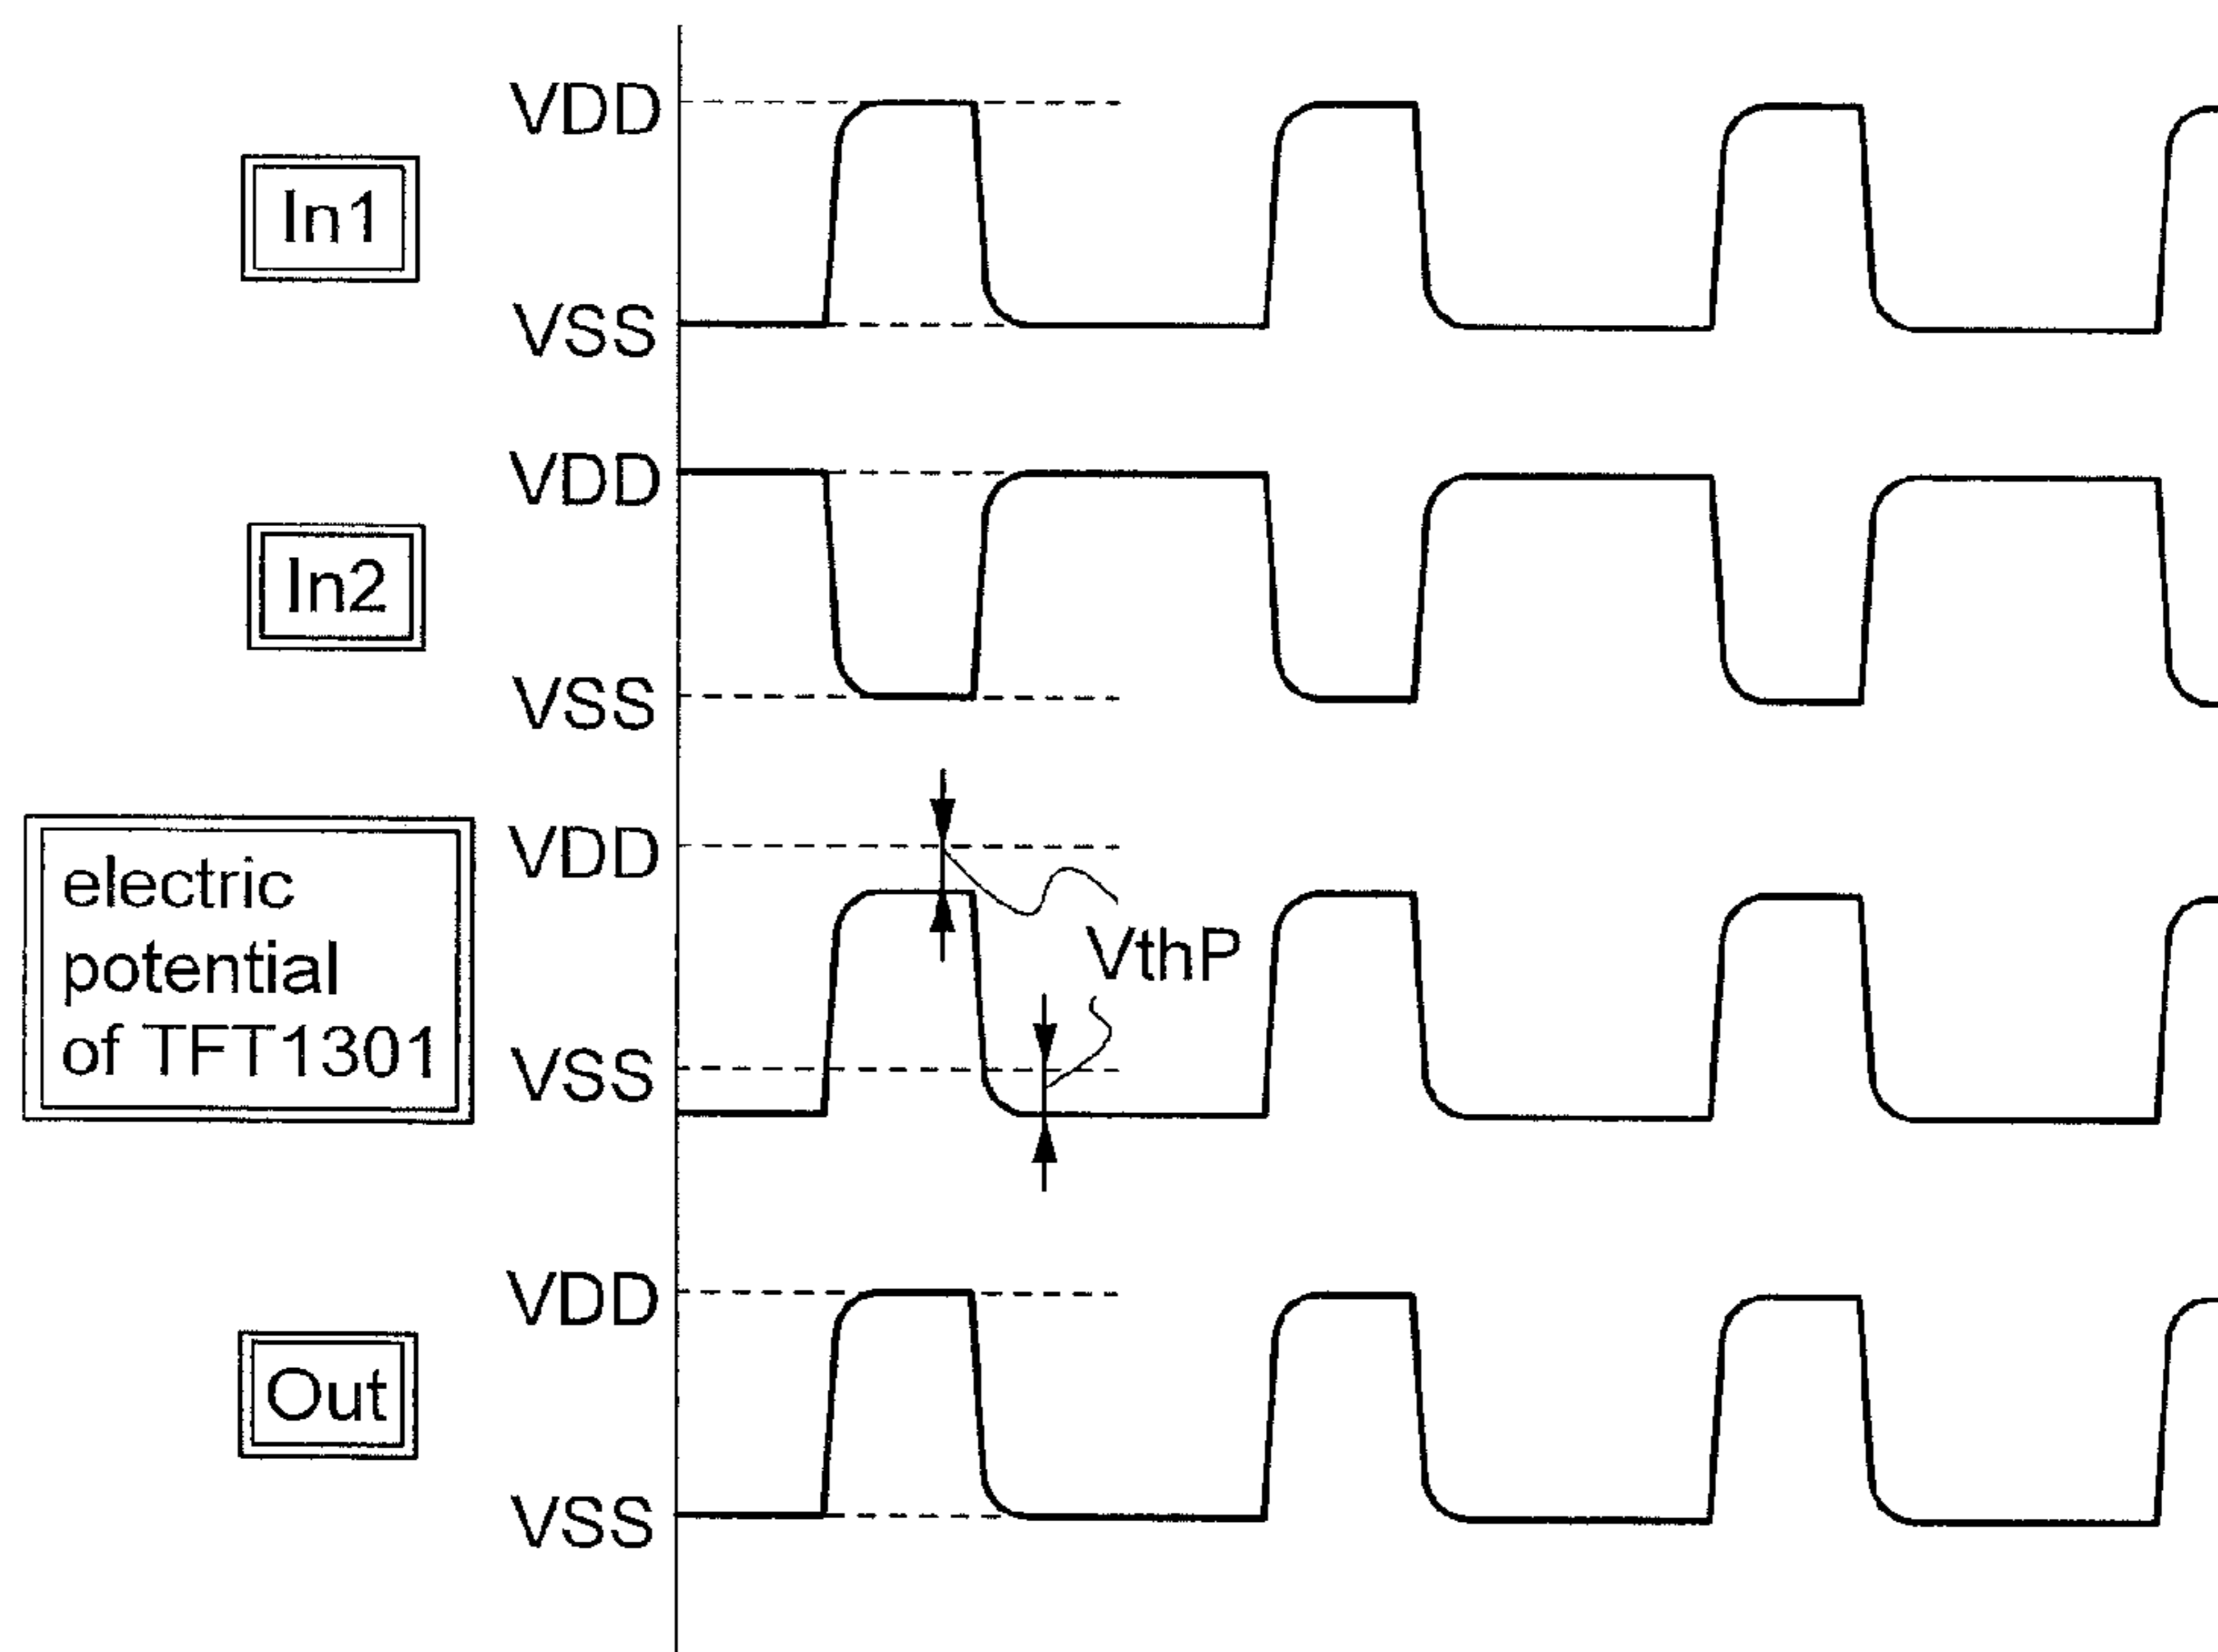 VDD
In1
VSS
VDD
In2
VSS
VDD
electric
potential
of TFT1301
VthP
VSS
VDD
Out
VSS